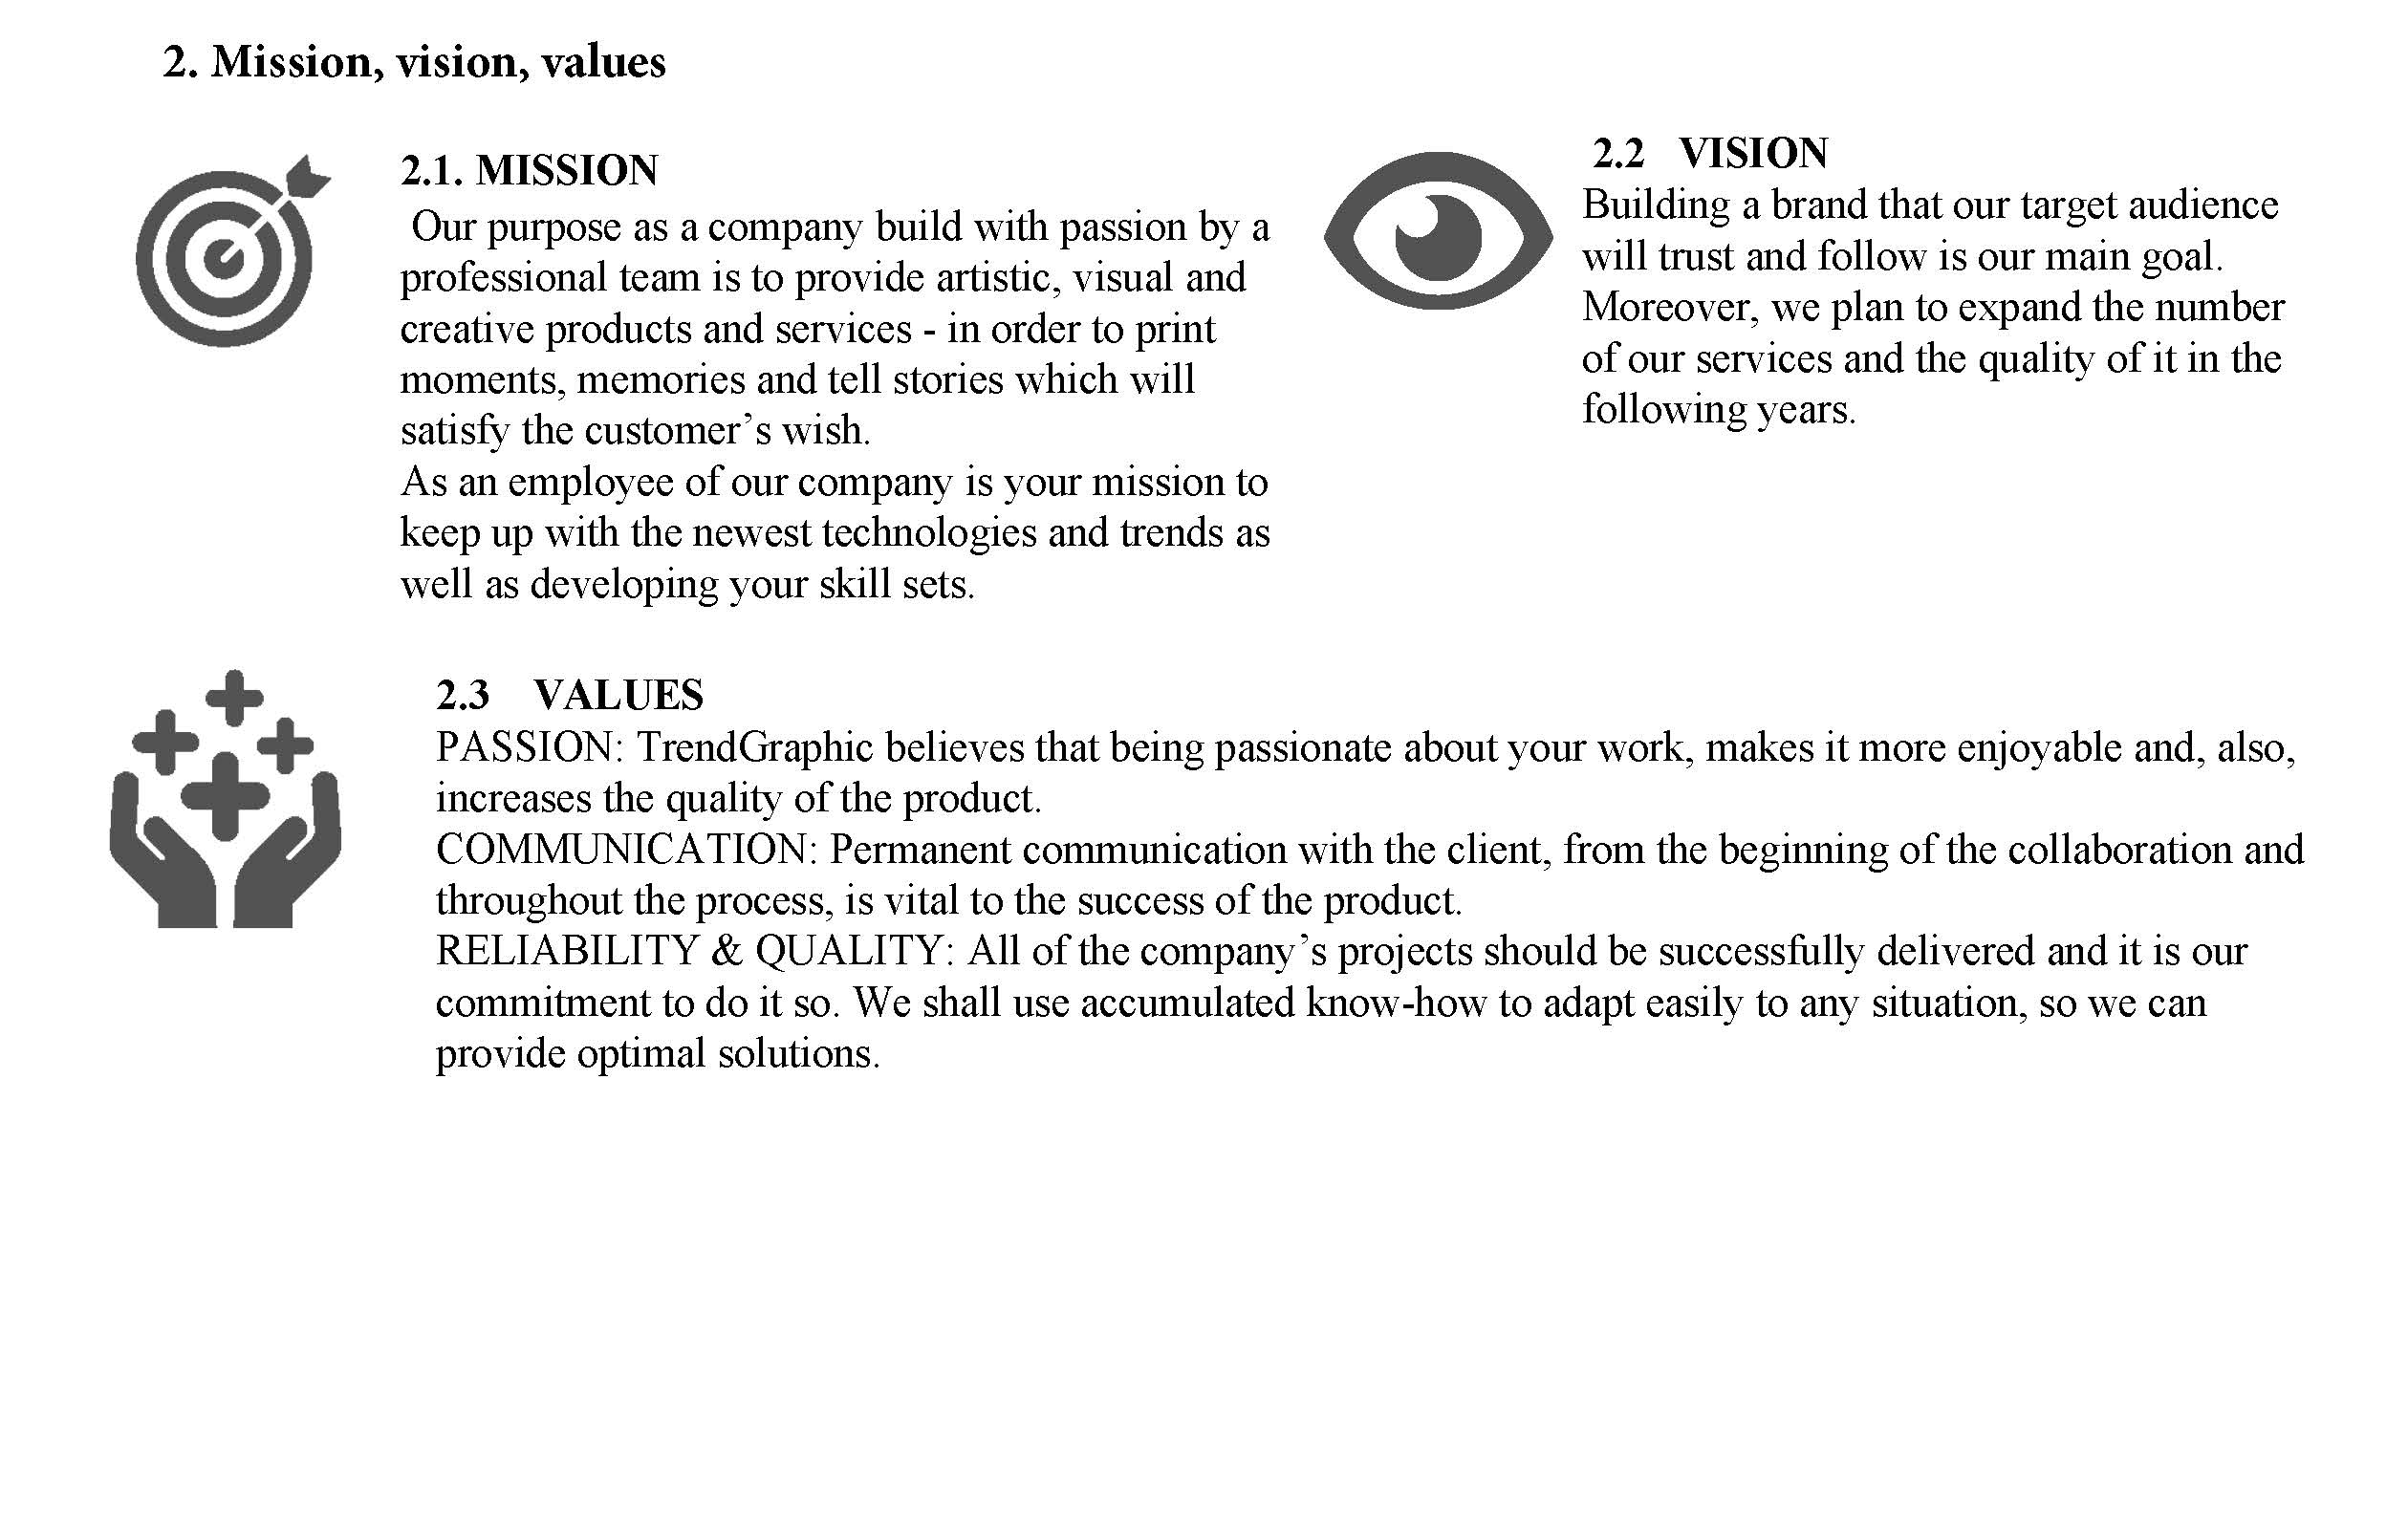 2. Mission, vision, values
2.1. MISSION
Our purpose as a company build with passion by a
professional team is to provide artistic, visual and
creative products and services - in order to print
moments, memories and tell stories which will
satisfy the customer’s wish.
As an employee of our company is your mission to
keep up with the newest technologies and trends as
well as developing your skill sets.
2.2 VISION
Building a brand that our target audience
will trust and follow is our main goal.
Moreover, we plan to expand the number
of our services and the quality of it in the
following years.
2.3 VALUES
PASSION: TrendGraphic believes that being passionate about your work, makes it more enjoyable and, also,
increases the quality of the product.
COMMUNICATION: Permanent communication with the client, from the beginning of the collaboration and
throughout the process, is vital to the success of the product.
RELIABILITY & QUALITY: All of the company’s projects should be successfully delivered and it is our
commitment to do it so. We shall use accumulated know-how to adapt easily to any situation, so we can
provide optimal solutions.